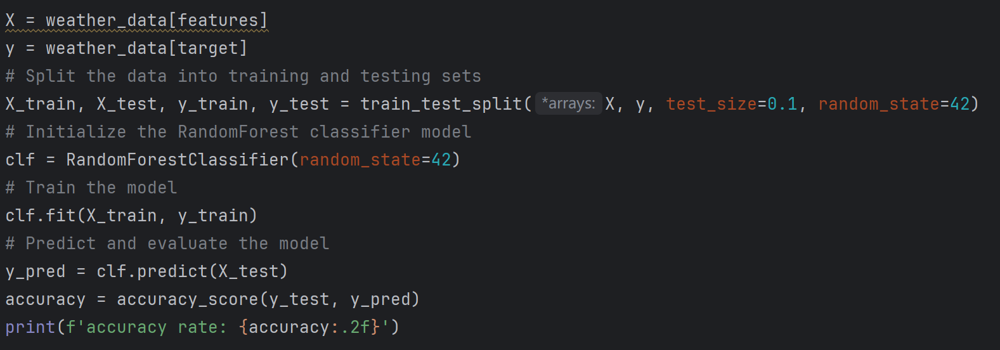 X = weather_data[features]
y = weather_data[target]
# Split the data into training and testing sets
X_train, X_test, y_train, y_test = train_test_split( *arrays: X, y, test_size=0.1, random_state=42)
# Initialize the RandomForest classifier model
clf = RandomForestClassifier(random_state=42)
# Train the model
clf.fit(X_train, y_train)
# Predict and evaluate the model
y_pred = clf.predict(X_test)
accuracy = accuracy_score(y_test, y_pred)
print(f'accuracy rate: {accuracy:.2f}')